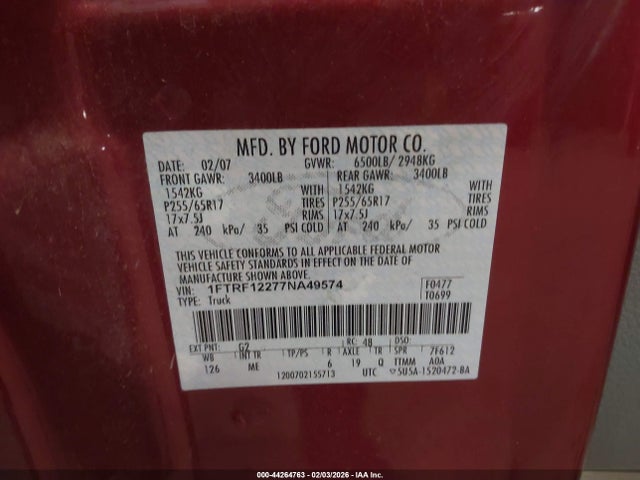 MFD. BY FORD MOTOR CO.
DATE: 02/07 GVWR: 6500LB/ 2948KG
FRONT GAWR: 3400LB REAR GAWR: 3400LB
1542KG WITH 1542KG WITH
P255/65R17 TIRES P255/65R17 TIRES
17x7.5J RIMS 17x7.5J RIMS
AT 240 kPa/ 35 PSI COLD AT 240 kPa/ 35 PSI COLD
THIS VEHICLE CONFORMS TO ALL APPLICABLE FEDERAL MOTOR
VEHICLE SAFETY STANDARDS IN EFFECT ON THE DATE OF
MANUFACTURE SHOWN ABOVE.
VIN: 1FTRF12277NA49574 F0477
TYPE: Truck T0699
EXT PNT: G2 RC: 48 DSO:
WB INT TR TP/PS R AXLE TR SPR 7F612
126 ME 6 19 Q TTMM A0A
1200702155713 UTC 5U5A-1520472-BA
000-44264763 - 02/03/2026 - IAA Inc.